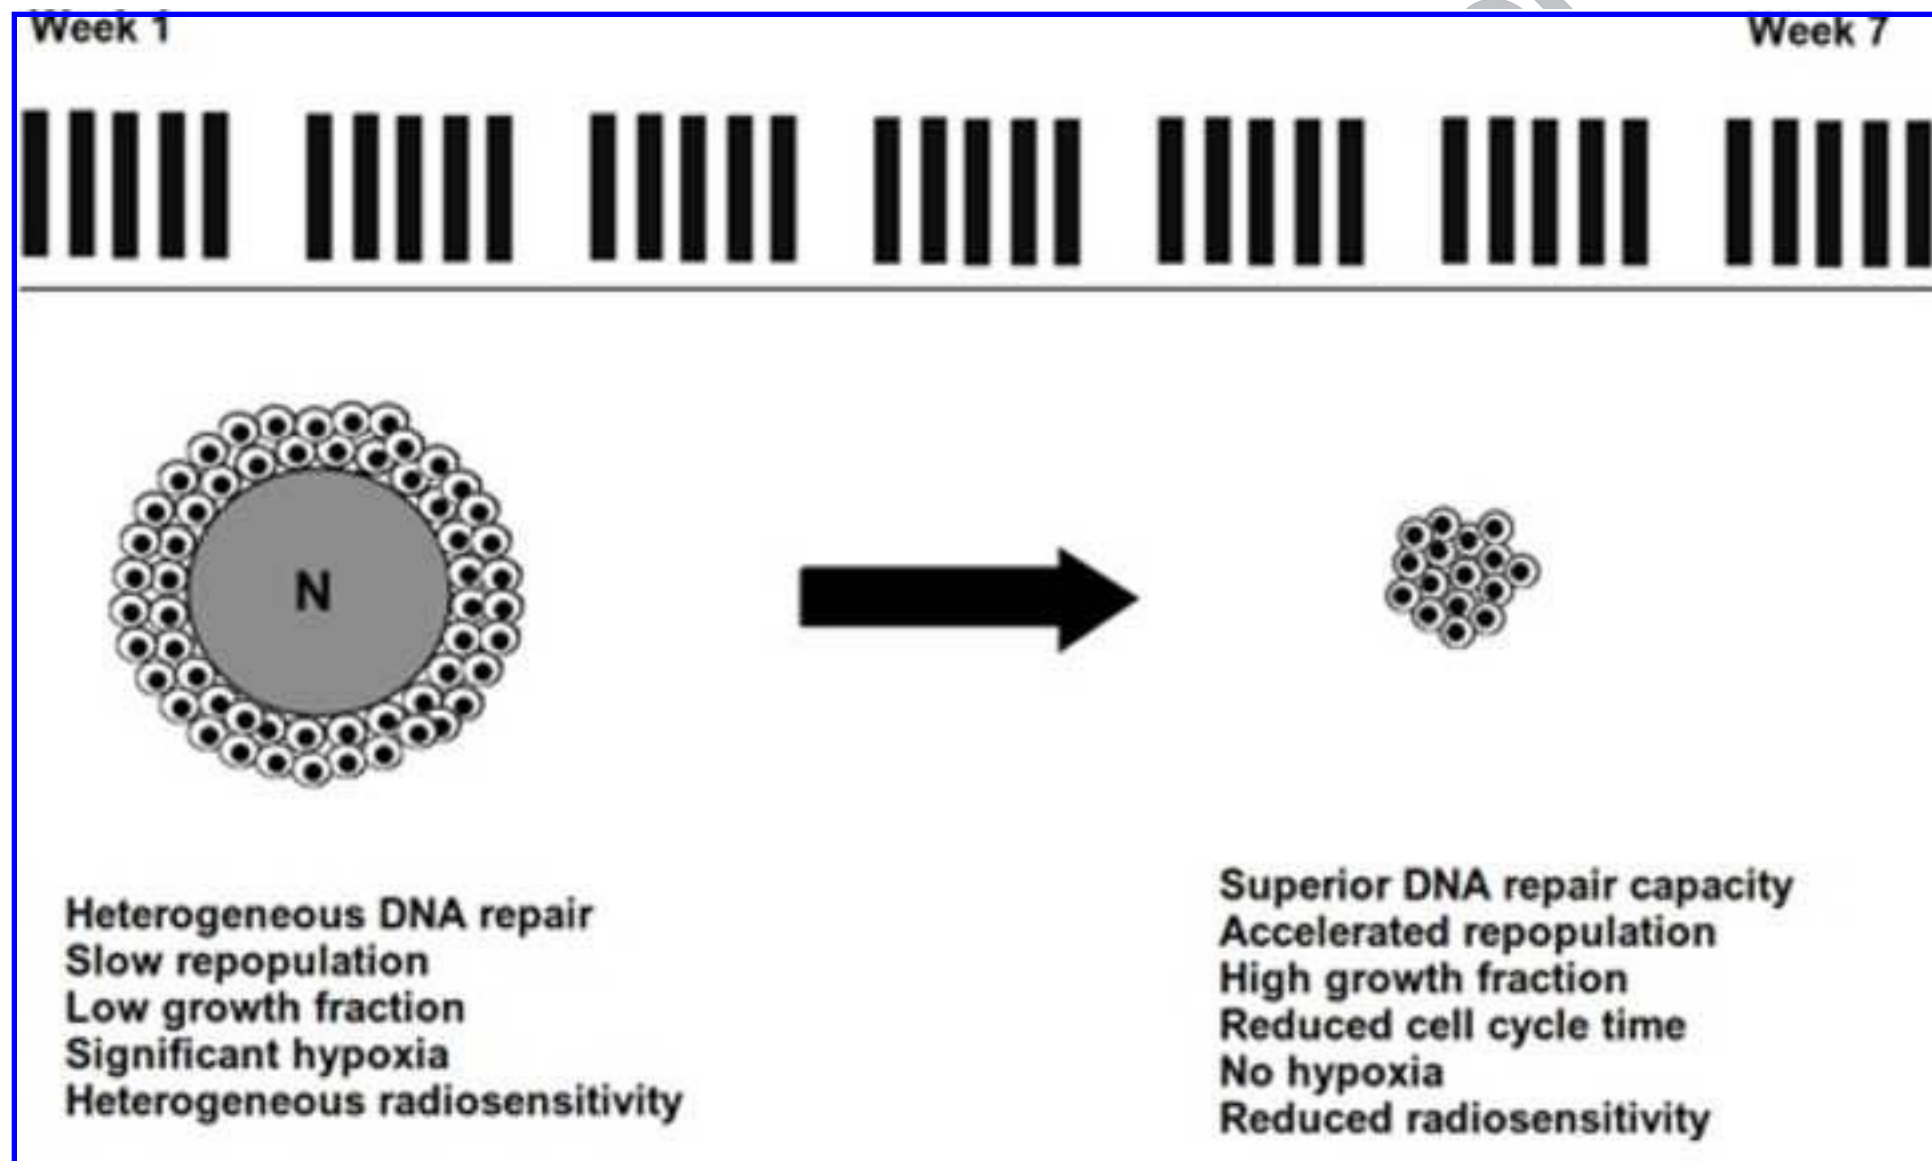 Week 1
Week 7
N
Heterogeneous DNA repair
Slow repopulation
Low growth fraction
Significant hypoxia
Heterogeneous radiosensitivity
Superior DNA repair capacity
Accelerated repopulation
High growth fraction
Reduced cell cycle time
No hypoxia
Reduced radiosensitivity